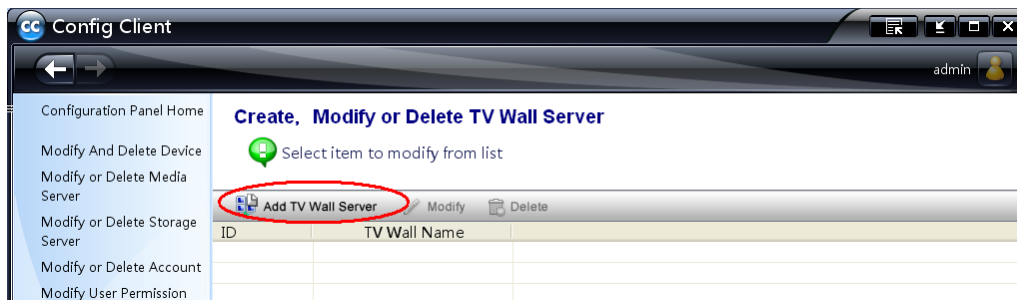 cc Config Client
admin
Configuration Panel Home
Modify And Delete Device
Modify or Delete Media
Server
Modify or Delete Storage
Server
Modify or Delete Account
Modify User Permission
Create, Modify or Delete TV Wall Server
Select item to modify from list
Add TV Wall Server Modify Delete
ID TV Wall Name